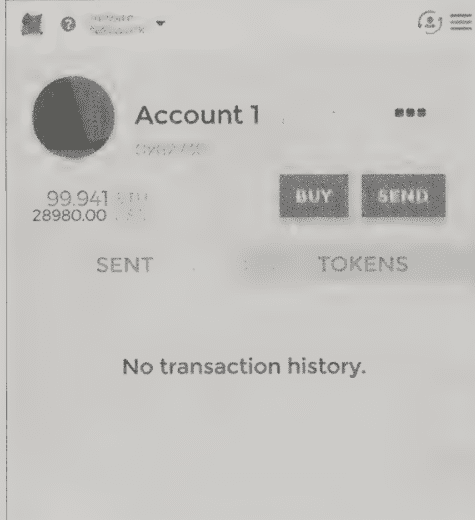 ?
Account 1
99.941
28980.00
BUY SEND
SENT TOKENS
No transaction history.